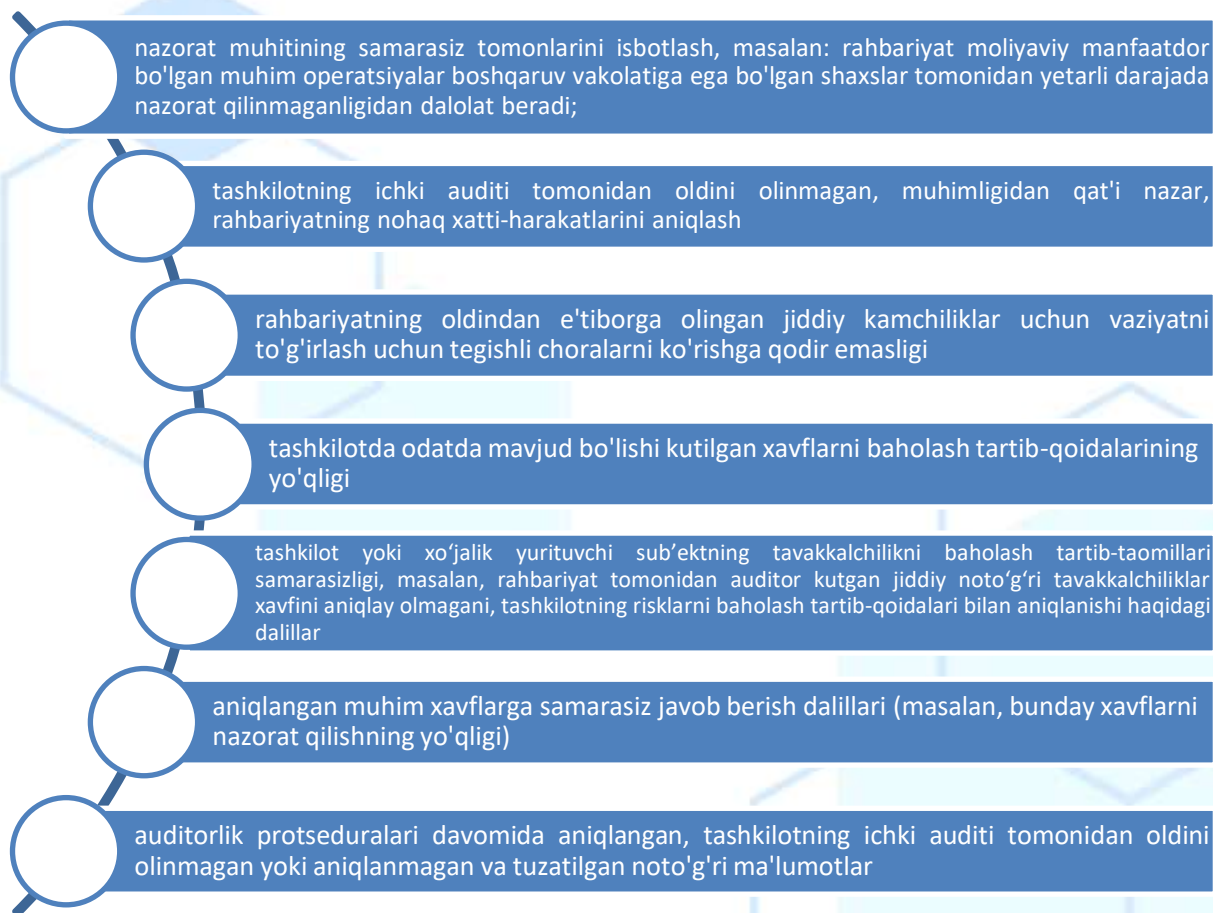 nazorat muhitining samarasiz tomonlarini isbotlash, masalan: rahbariyat moliyaviy manfaatdor
bo'lgan muhim operatsiyalar boshqaruv vakolatiga ega bo'lgan shaxslar tomonidan yetarli darajada
nazorat qilinmaganligidan dalolat beradi;
tashkilotning ichki auditi tomonidan oldini olinmagan, muhimligidan qat'i nazar,
rahbariyatning nohaq xatti-harakatlarini aniqlash
rahbariyatning oldindan e'tiborga olingan jiddiy kamchiliklar uchun vaziyatni
to'g'irlash uchun tegishli choralarni ko'rishga qodir emasligi
tashkilotda odatda mavjud bo'lishi kutilgan xavflarni baholash tartib-qoidalarining
yo'qligi
tashkilot yoki xo‘jalik yurituvchi sub’ektning tavakkalchilikni baholash tartib-taomillari
samarasizligi, masalan, rahbariyat tomonidan auditor kutgan jiddiy noto‘g‘ri tavakkalchiliklar
xavfini aniqlay olmagani, tashkilotning risklarni baholash tartib-qoidalari bilan aniqlanishi haqidagi
dalillar
aniqlangan muhim xavflarga samarasiz javob berish dalillari (masalan, bunday xavflarni
nazorat qilishning yo'qligi)
auditorlik protseduralari davomida aniqlangan, tashkilotning ichki auditi tomonidan oldini
olinmagan yoki aniqlanmagan va tuzatilgan noto'g'ri ma'lumotlar